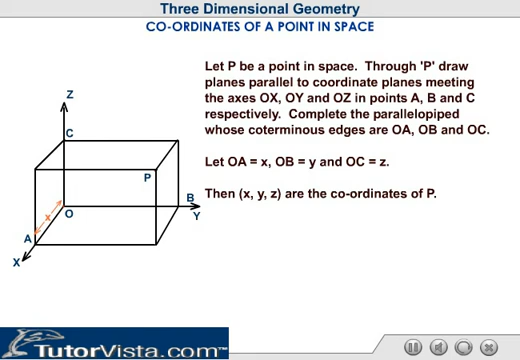 Three Dimensional Geometry
CO-ORDINATES OF A POINT IN SPACE
Let P be a point in space. Through 'P' draw
planes parallel to coordinate planes meeting
the axes OX, OY and OZ in points A, B and C
respectively. Complete the parallelopiped
whose coterminous edges are OA, OB and OC.
Let OA = x, OB = y and OC = z.
Then (x, y, z) are the co-ordinates of P.
Z
C
P
B
O
Y
x
A
X
TutorVista.com™